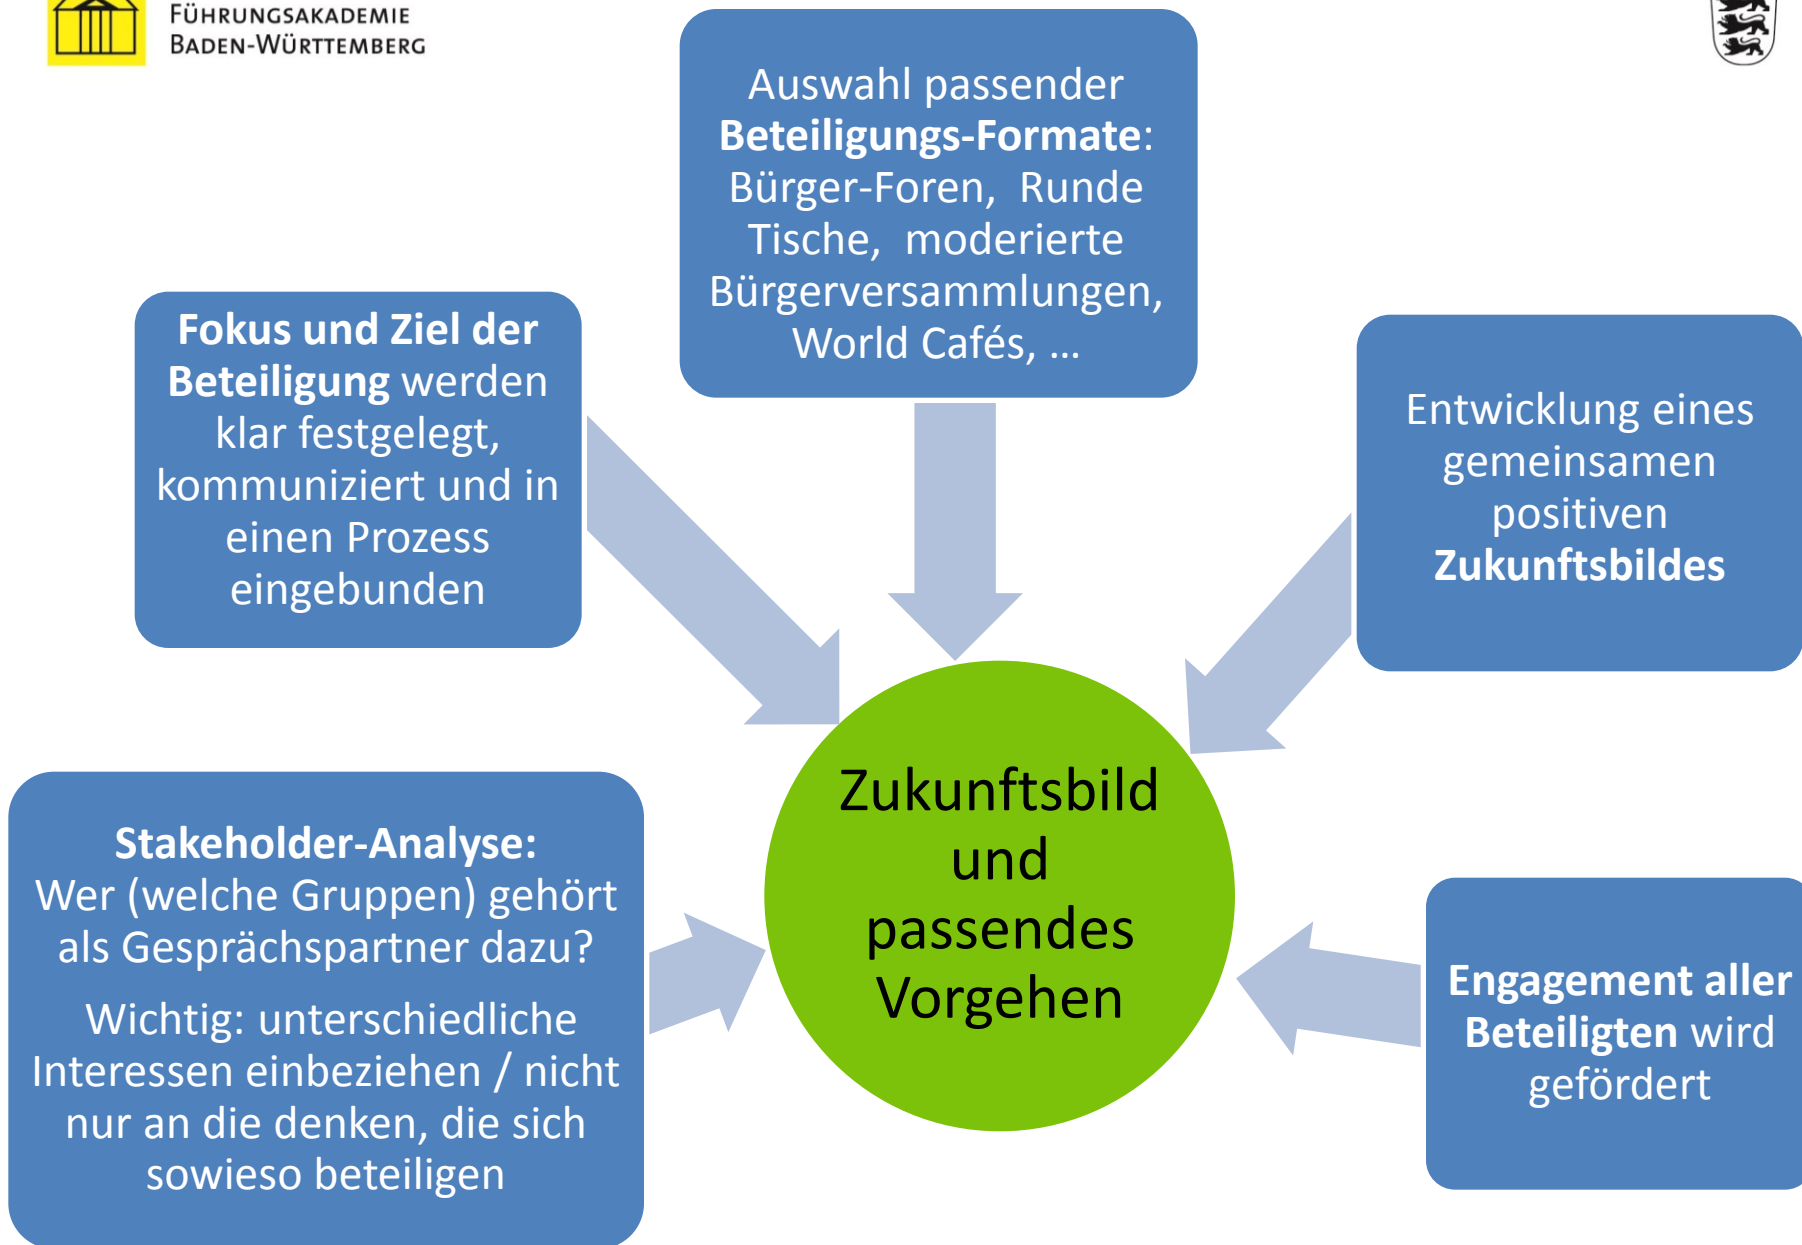 FÜHRUNGSAKADEMIE
BADEN-WÜRTTEMBERG
Auswahl passender
Beteiligungs-Formate:
Bürger-Foren, Runde
Tische, moderierte
Bürgerversammlungen,
World Cafés, ...
Fokus und Ziel der
Beteiligung werden
klar festgelegt,
kommuniziert und in
einen Prozess
eingebunden
Entwicklung eines
gemeinsamen
positiven
Zukunftsbildes
Stakeholder-Analyse:
Wer (welche Gruppen) gehört
als Gesprächspartner dazu?
Wichtig: unterschiedliche
Interessen einbeziehen / nicht
nur an die denken, die sich
sowieso beteiligen
Zukunftsbild
und
passendes
Vorgehen
Engagement aller
Beteiligten wird
gefördert